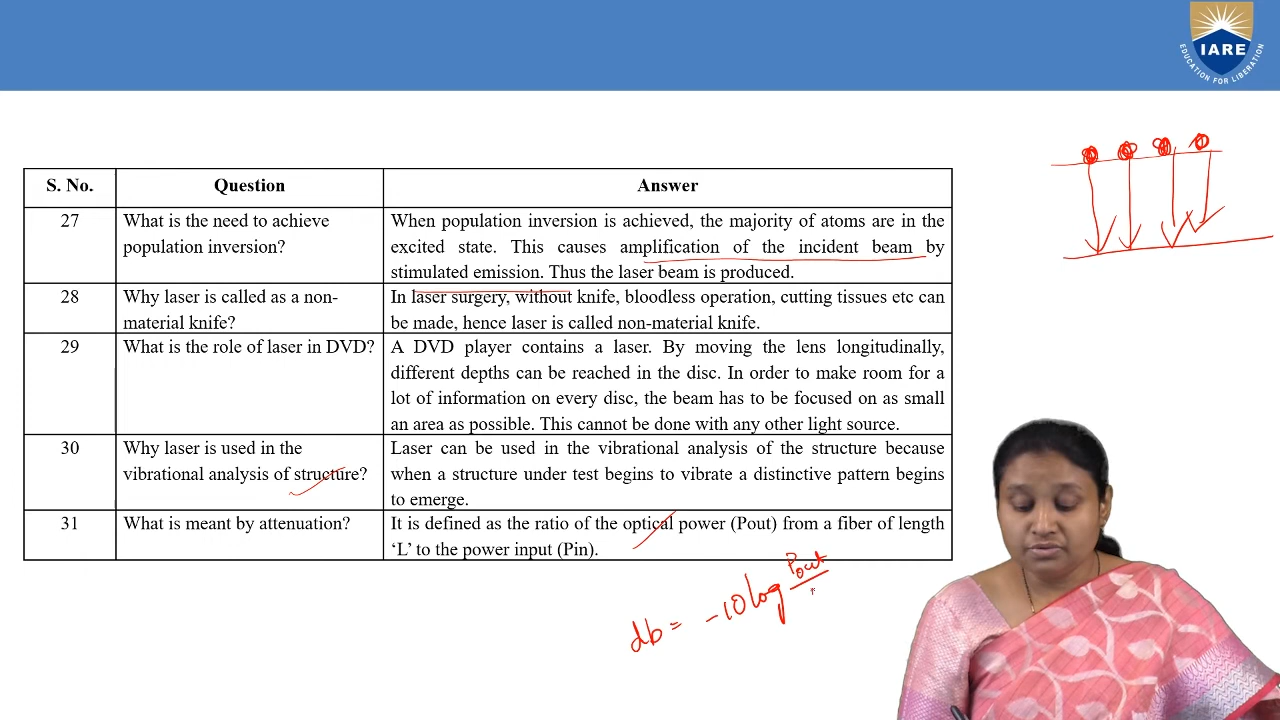 IARE
EDUCATION FOR LIBERATION
S. No. Question Answer
27 What is the need to achieve population inversion? When population inversion is achieved, the majority of atoms are in the
excited state. This causes amplification of the incident beam by
stimulated emission. Thus the laser beam is produced.
28 Why laser is called as a non-
material knife? In laser surgery, without knife, bloodless operation, cutting tissues etc can
be made, hence laser is called non-material knife.
29 What is the role of laser in DVD? A DVD player contains a laser. By moving the lens longitudinally,
different depths can be reached in the disc. In order to make room for a
lot of information on every disc, the beam has to be focused on as small
an area as possible. This cannot be done with any other light source.
30 Why laser is used in the
vibrational analysis of structure? Laser can be used in the vibrational analysis of the structure because
when a structure under test begins to vibrate a distinctive pattern begins
to emerge.
31 What is meant by attenuation? It is defined as the ratio of the optical power (Pout) from a fiber of length
‘L’ to the power input (Pin).
db = -10 log Pout